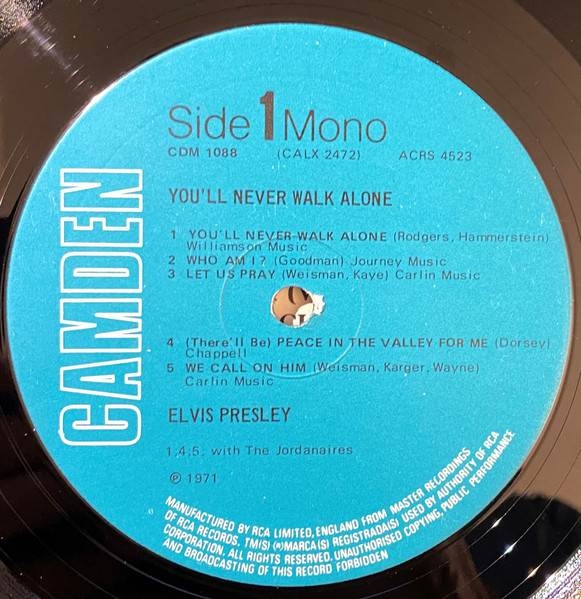 CAMDEN
Side 1 Mono
CDM 1088 (CALX 2472) ACRS 4523
YOU'LL NEVER WALK ALONE
1 YOU'LL NEVER WALK ALONE (Rodgers, Hammerstein)
Williamson Music
2 WHO AM I? (Goodman) Journey Music
3 LET US PRAY (Weisman, Kaye) Carlin Music
4 (There'll Be) PEACE IN THE VALLEY FOR ME (Dorsey)
Chappell
5 WE CALL ON HIM (Weisman, Karger, Wayne)
Carlin Music
ELVIS PRESLEY
1,4,5, with The Jordanaires
℗ 1971
MANUFACTURED BY RCA LIMITED, ENGLAND FROM MASTER RECORDINGS
OF RCA RECORDS. TM(S) ® MARCA(S) REGISTRADA(S) USED BY AUTHORITY OF RCA
CORPORATION. ALL RIGHTS RESERVED. UNAUTHORISED COPYING, PUBLIC PERFORMANCE
AND BROADCASTING OF THIS RECORD FORBIDDEN